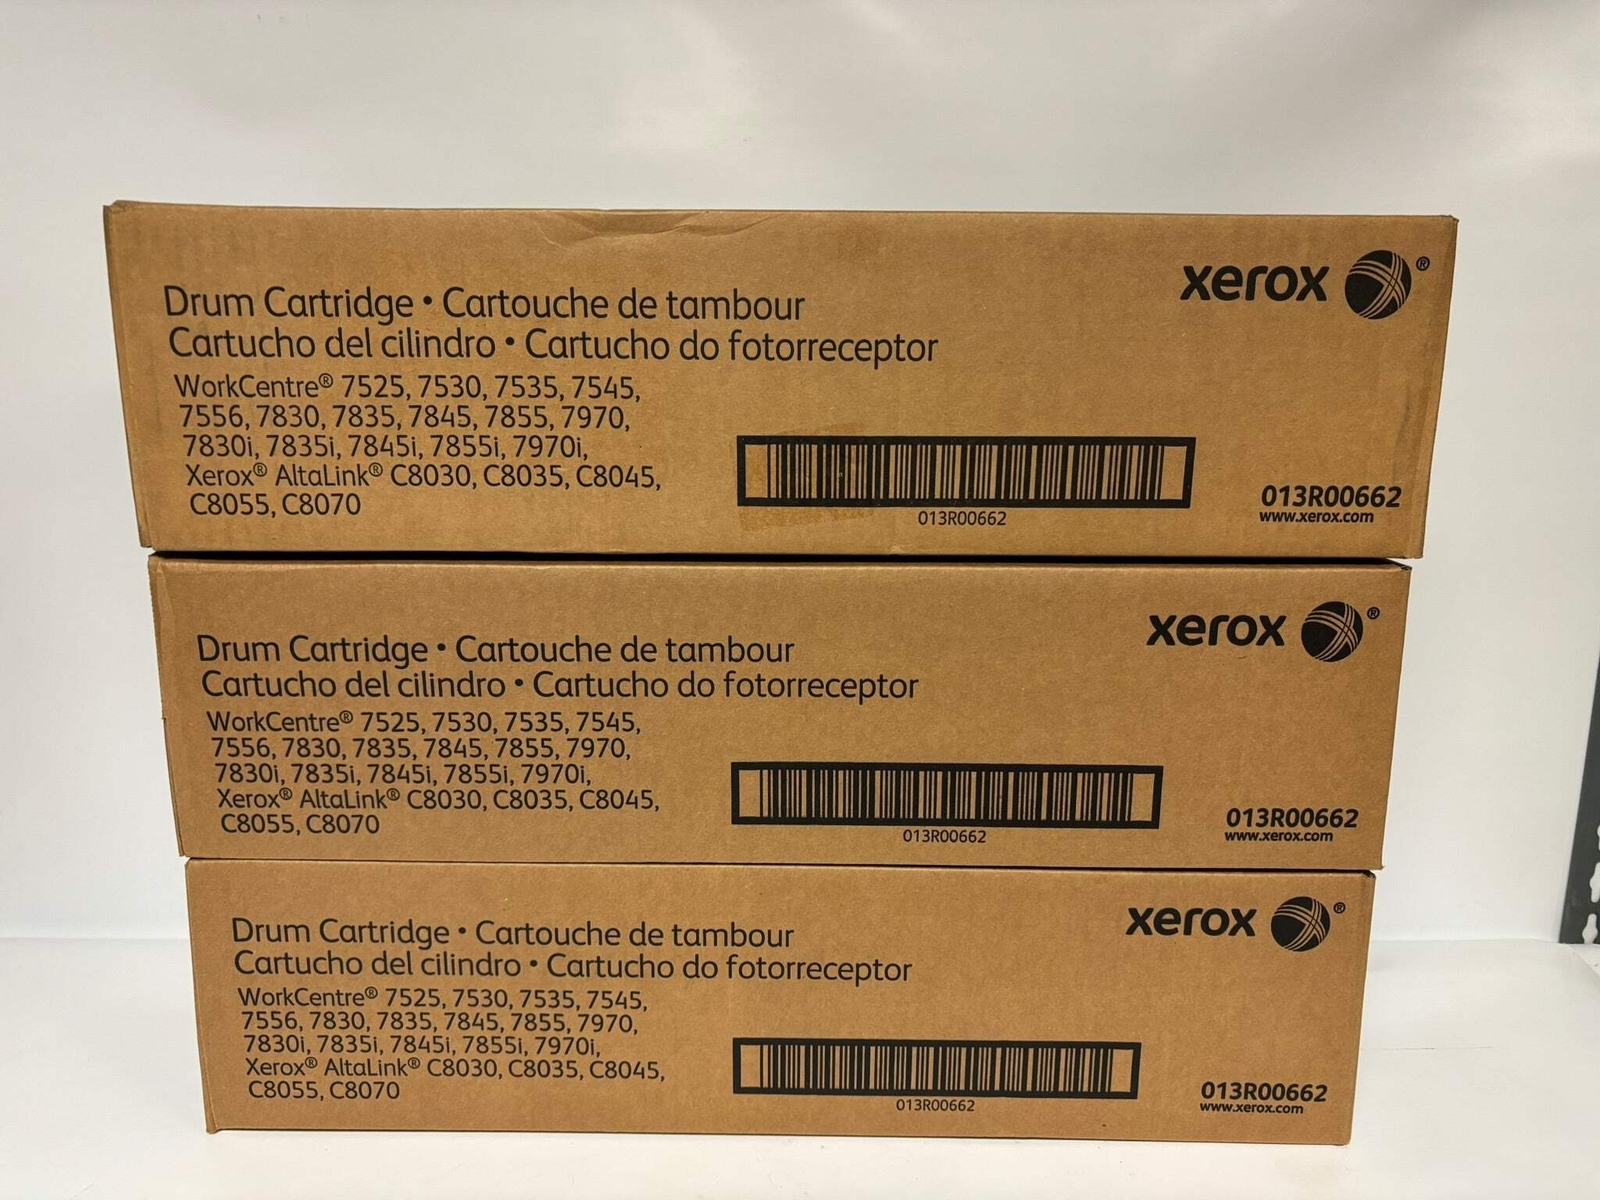 xerox ®
Drum Cartridge • Cartouche de tambour
Cartucho del cilindro • Cartucho do fotorreceptor
WorkCentre® 7525, 7530, 7535, 7545,
7556, 7830, 7835, 7845, 7855, 7970,
7830i, 7835i, 7845i, 7855i, 7970i,
Xerox® AltaLink® C8030, C8035, C8045,
C8055, C8070
013R00662
013R00662
www.xerox.com
xerox ®
Drum Cartridge • Cartouche de tambour
Cartucho del cilindro • Cartucho do fotorreceptor
WorkCentre® 7525, 7530, 7535, 7545,
7556, 7830, 7835, 7845, 7855, 7970,
7830i, 7835i, 7845i, 7855i, 7970i,
Xerox® AltaLink® C8030, C8035, C8045,
C8055, C8070
013R00662
013R00662
www.xerox.com
xerox ®
Drum Cartridge • Cartouche de tambour
Cartucho del cilindro • Cartucho do fotorreceptor
WorkCentre® 7525, 7530, 7535, 7545,
7556, 7830, 7835, 7845, 7855, 7970,
7830i, 7835i, 7845i, 7855i, 7970i,
Xerox® AltaLink® C8030, C8035, C8045,
C8055, C8070
013R00662
013R00662
www.xerox.com